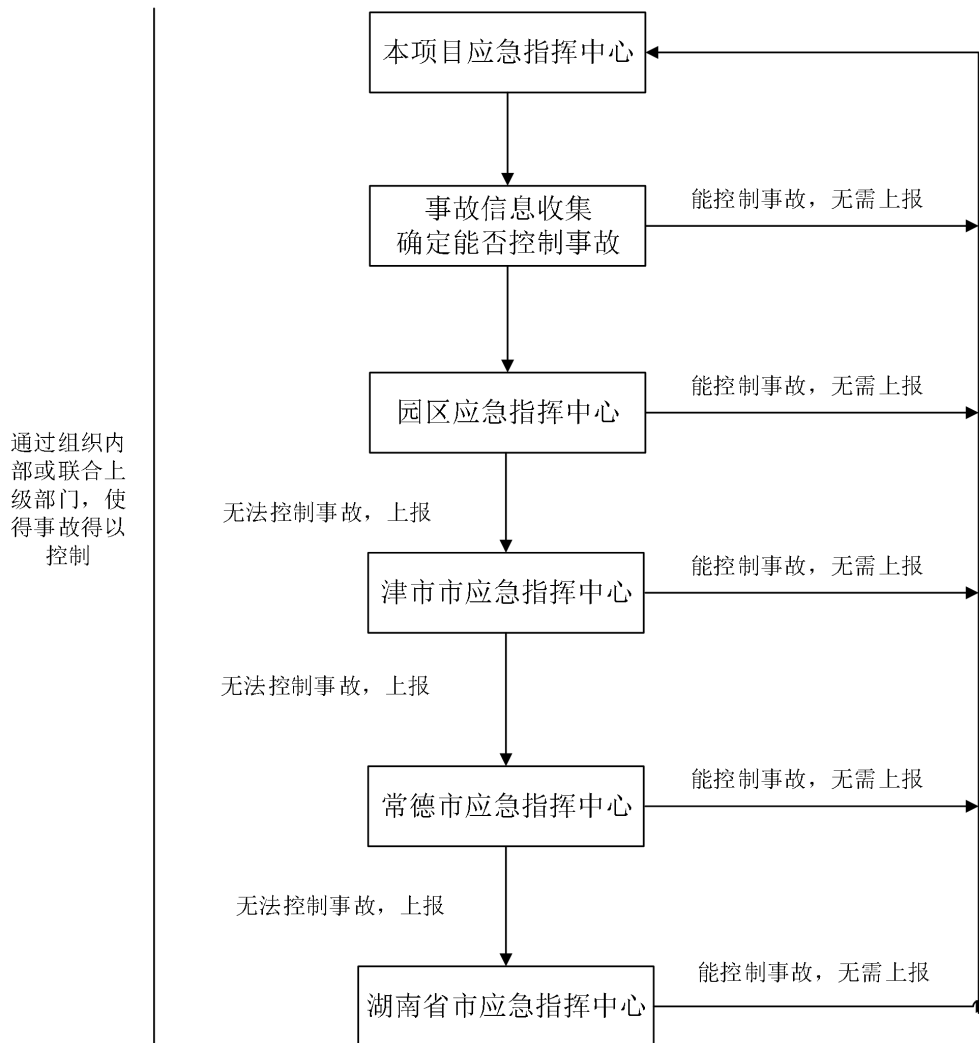 本项目应急指挥中心
事故信息收集
确定能否控制事故
能控制事故，无需上报
园区应急指挥中心
能控制事故，无需上报
通过组织内
部或联合上
级部门，使
得事故得以
控制
无法控制事故，上报
津市市应急指挥中心
能控制事故，无需上报
无法控制事故，上报
常德市应急指挥中心
能控制事故，无需上报
无法控制事故，上报
湖南省市应急指挥中心
能控制事故，无需上报